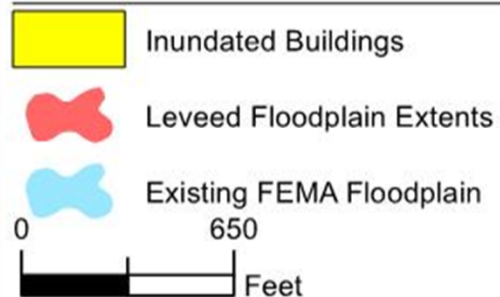 Inundated Buildings
Leveed Floodplain Extents
Existing FEMA Floodplain
0 650
Feet